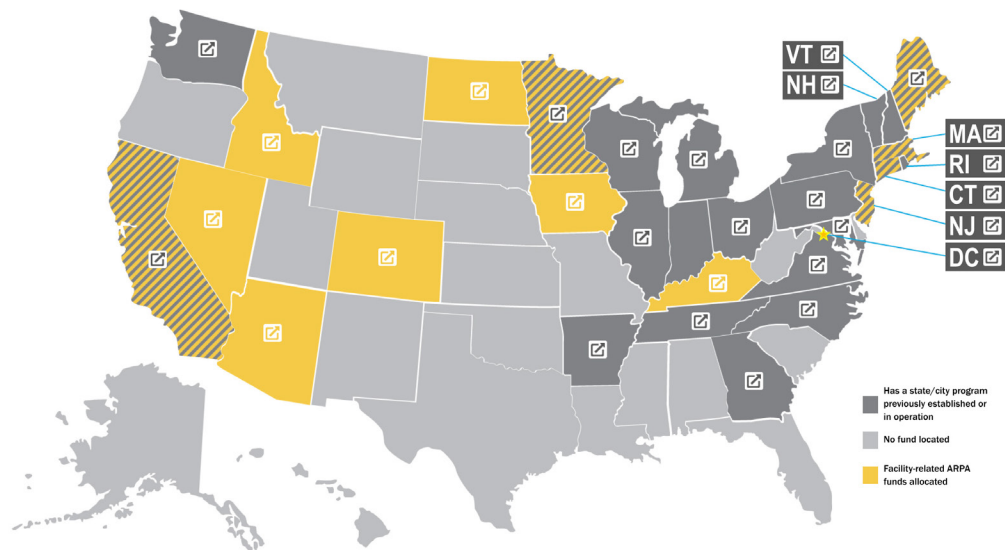 VT
NH
MA
RI
CT
NJ
DC
Has a state/city program
previously established or
in operation
No fund located
Facility-related ARPA
funds allocated